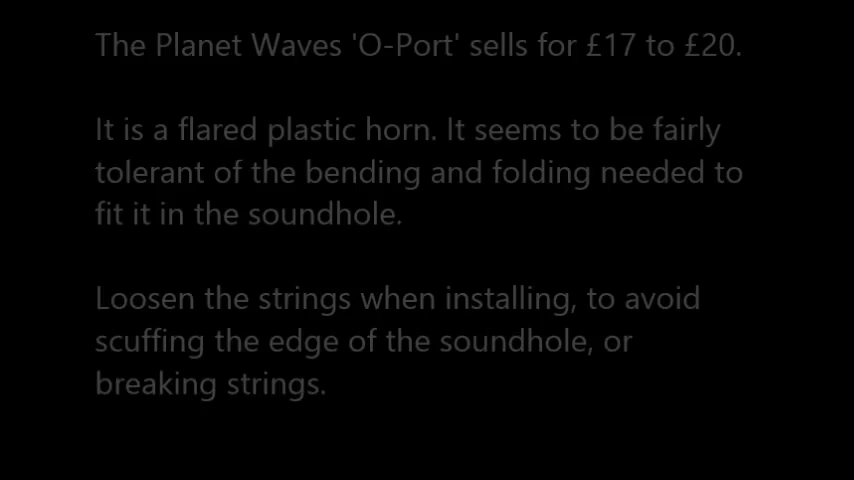 The Planet Waves 'O-Port' sells for £17 to £20.
It is a flared plastic horn. It seems to be fairly
tolerant of the bending and folding needed to
fit it in the soundhole.
Loosen the strings when installing, to avoid
scuffing the edge of the soundhole, or
breaking strings.